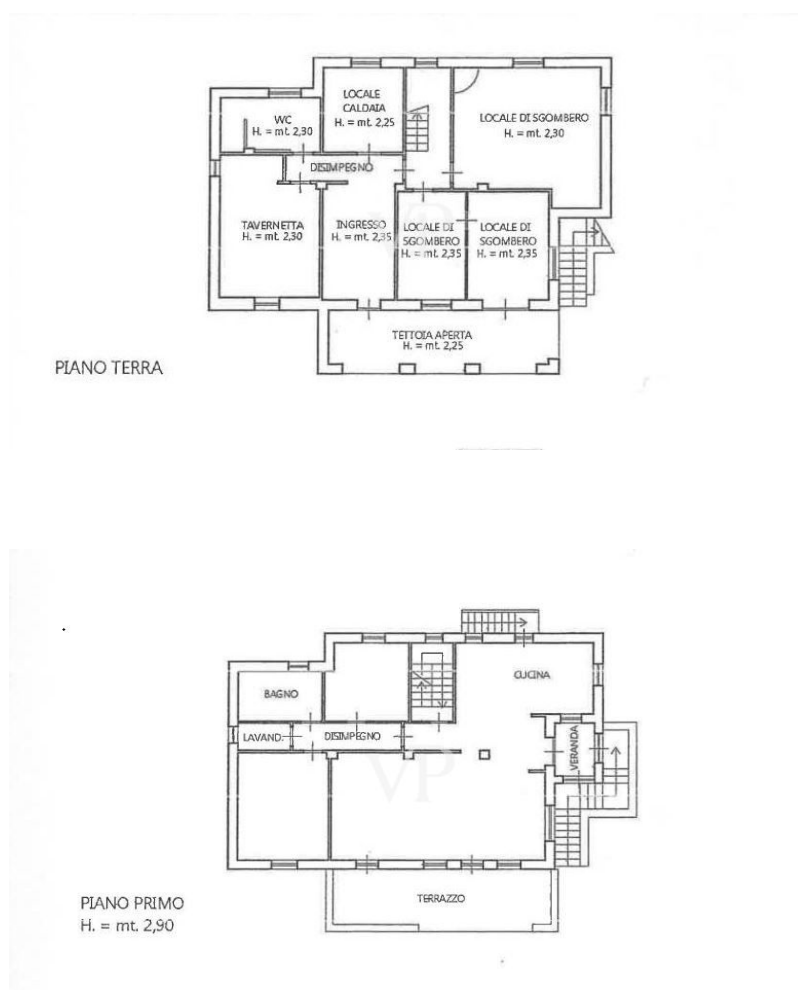 LOCALE
CALDAIA
H. = mt. 2,25
WC
H. = mt. 2,30
LOCALE DI SGOMBERO
H. = mt. 2,30
DISIMPEGNO
TAVERNETTA
H. = mt. 2,30
INGRESSO
H. = mt. 2,35
LOCALE DI
SGOMBERO
H. = mt. 2,35
LOCALE DI
SGOMBERO
H. = mt. 2,35
TETTOIA APERTA
H. = mt. 2,25
PIANO TERRA
VP
CUCINA
BAGNO
LAVAND.
DISIMPEGNO
VERANDA
VP
TERRAZZO
PIANO PRIMO
H. = mt. 2,90